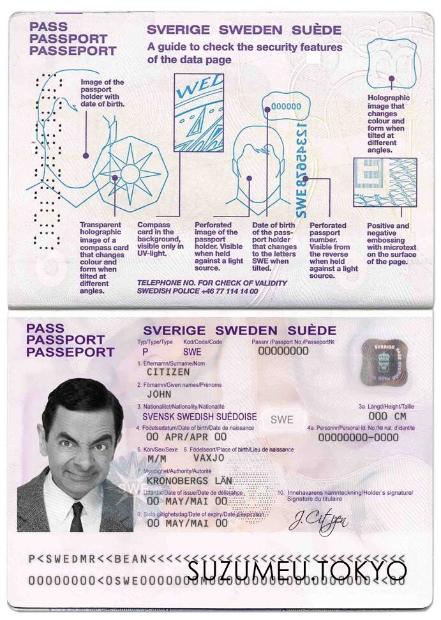 PASS
PASSPORT
PASSEPORT
SVERIGE SWEDEN SUÈDE
A guide to check the security features
of the data page
Image of the
passport
holder with
date of birth.
WEL
000000
12345678SWE
Holographic
image that
changes
colour and
form when
tilted at
different
angles.
Transparent
holographic
image of a
compass card
that changes
colour and
form when
tilted at
different
angles.
Compass
card in the
background,
visible only in
UV-light.
Perforated
image of the
passport
holder. Visible
when held
against a light
source.
Date of birth
of the pass-
port holder
that changes
to the letters
SWE when
tilted.
Perforated
passport
number.
Visible from
the reverse
when held
against a light
source.
Positive and
negative
embossing with
microtext on
the surface
of the page.
TELEPHONE NO. FOR CHECK OF VALIDITY
SWEDISH POLICE +46 77 114 14 00
PASS
PASSPORT
PASSEPORT
SVERIGE SWEDEN SUÈDE
Typ/Type/Type
Kod/Code/Code
Passnr./Passport No./Passeport№
P
SWE
00000000
1. Efternamn/Surname/Nom
CITIZEN
2. Förnamn/Given names/Prénoms
JOHN
3. Nationalitet/Nationality/Nationalité
SVENSK SWEDISH SUÉDOISE
SWE
3a. Längd/Height/Taille
000 CM
4. Födelsedatum/Date of birth/Date de naissance
00 APR/APR 00
4a. Personnr/Personal Id. No./№ nat. d'identité
00000000-0000
5. Kön/Sex/Sexe
6. Födelseort/Place of birth/Lieu de naissance
M/M
VAXJO
Myndighet/Authority/Autorité
KRONOBERGS LÄN
Date of issue/Date de délivrance
00 MAY/MAI 00
10. Innehavarens namnteckning/Holder's signature/
Signature du titulaire
9. Sista giltighetsdag/Date of expiry/Date d'expiration
00 MAY/MAI 00
J. Citizen
P<SWEDMR<<BEAN<<<<<<<<<<<<<<<<<<<<<<<
SUZUMEU.TOKYO